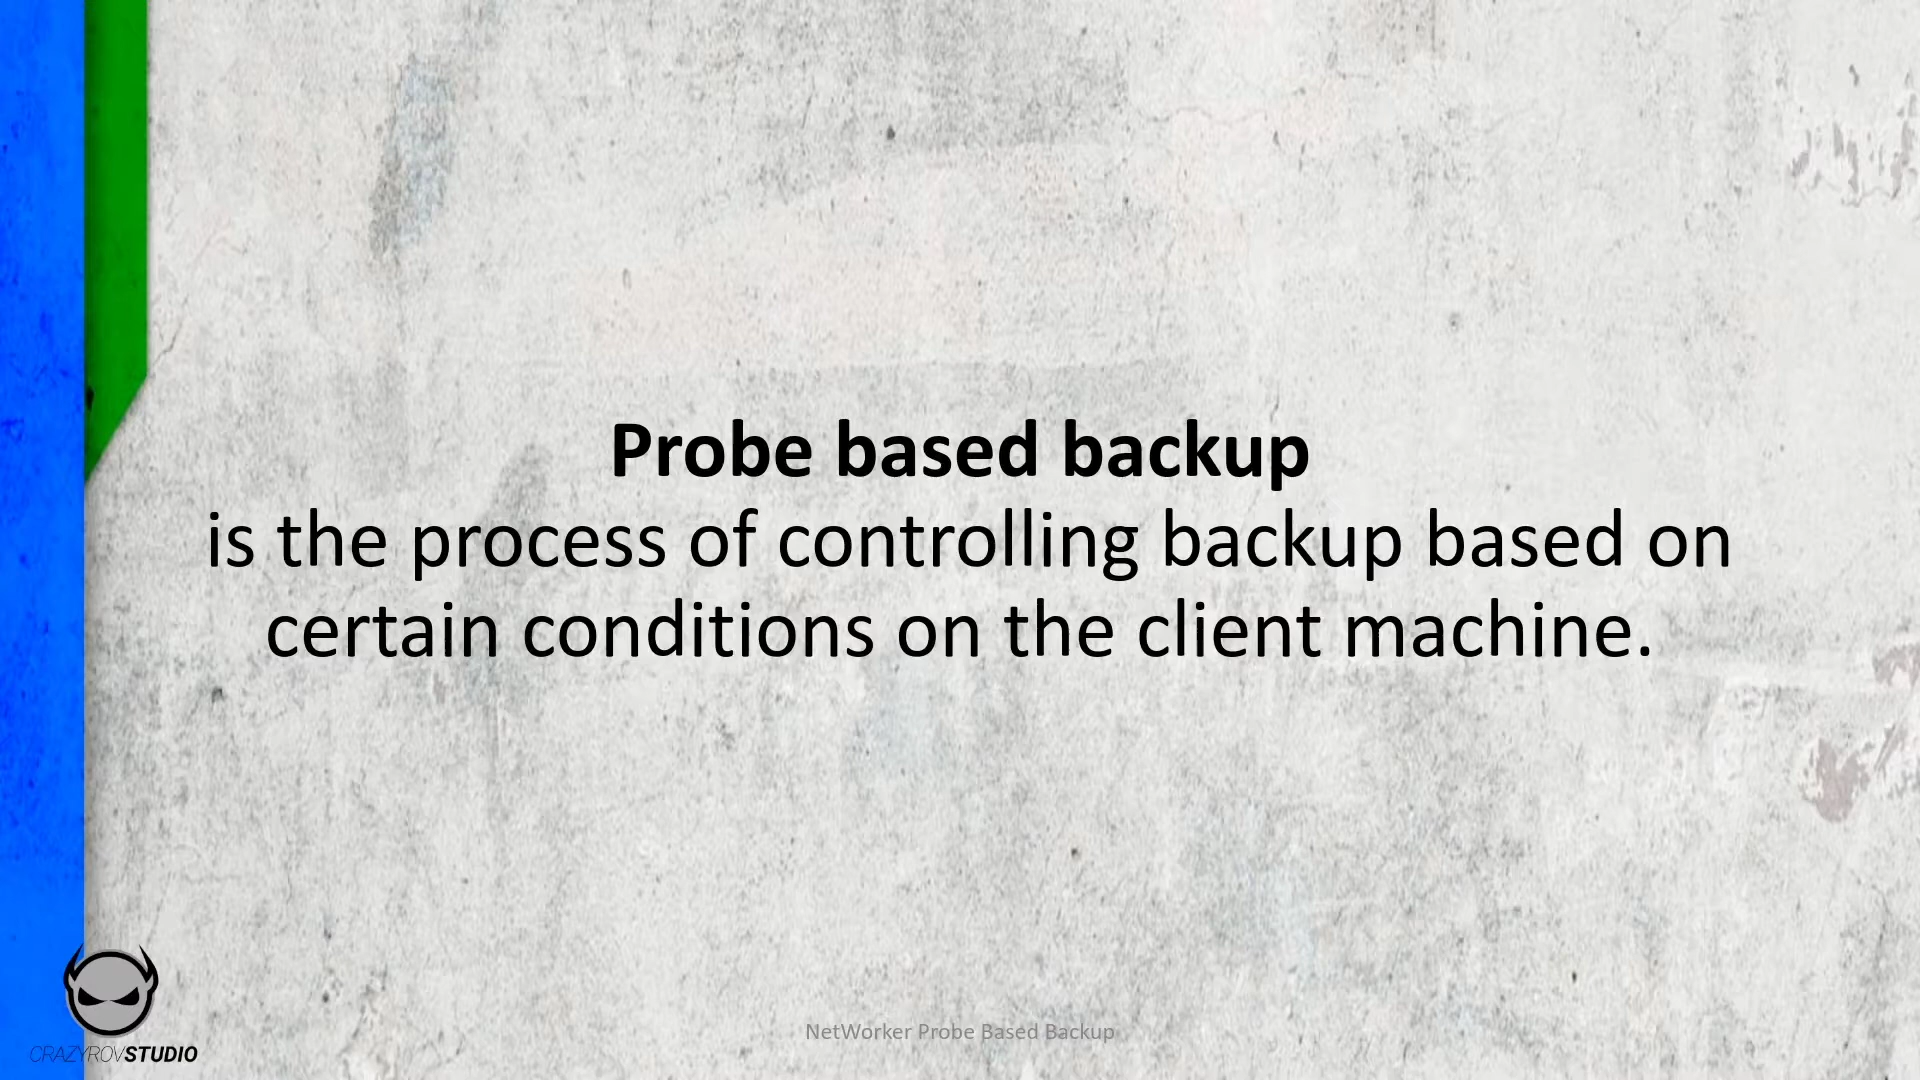 Probe based backup
is the process of controlling backup based on
certain conditions on the client machine.
NetWorker Probe Based Backup
CRAZYROVSTUDIO